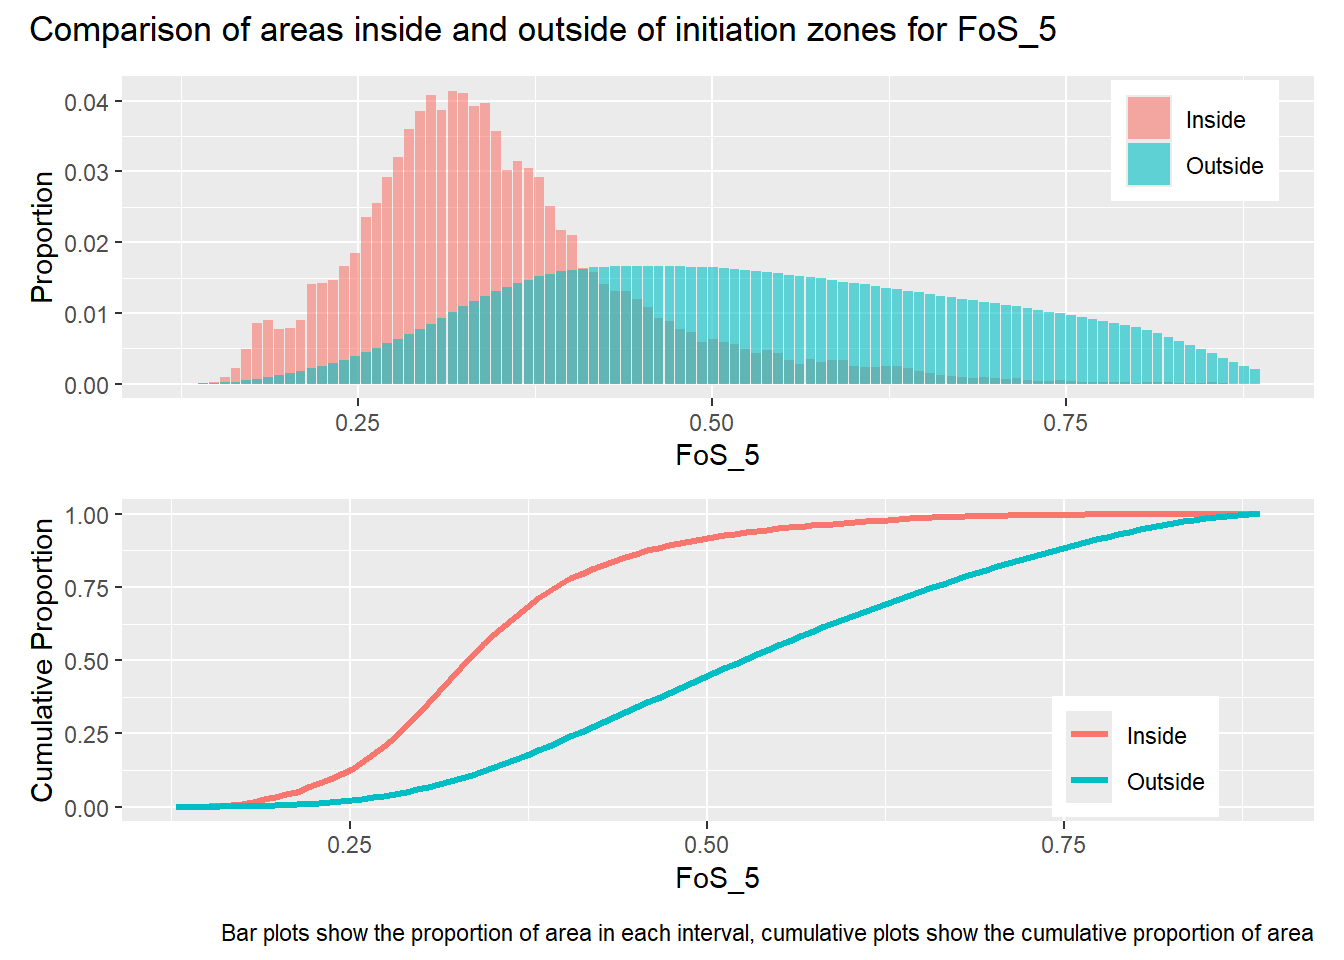 Comparison of areas inside and outside of initiation zones for FoS_5
Proportion
0.04
0.03
0.02
0.01
0.00
Inside
Outside
0.25 0.50 0.75
FoS_5
Cumulative Proportion
1.00
0.75
0.50
0.25
0.00
Inside
Outside
0.25 0.50 0.75
FoS_5
Bar plots show the proportion of area in each interval, cumulative plots show the cumulative proportion of area